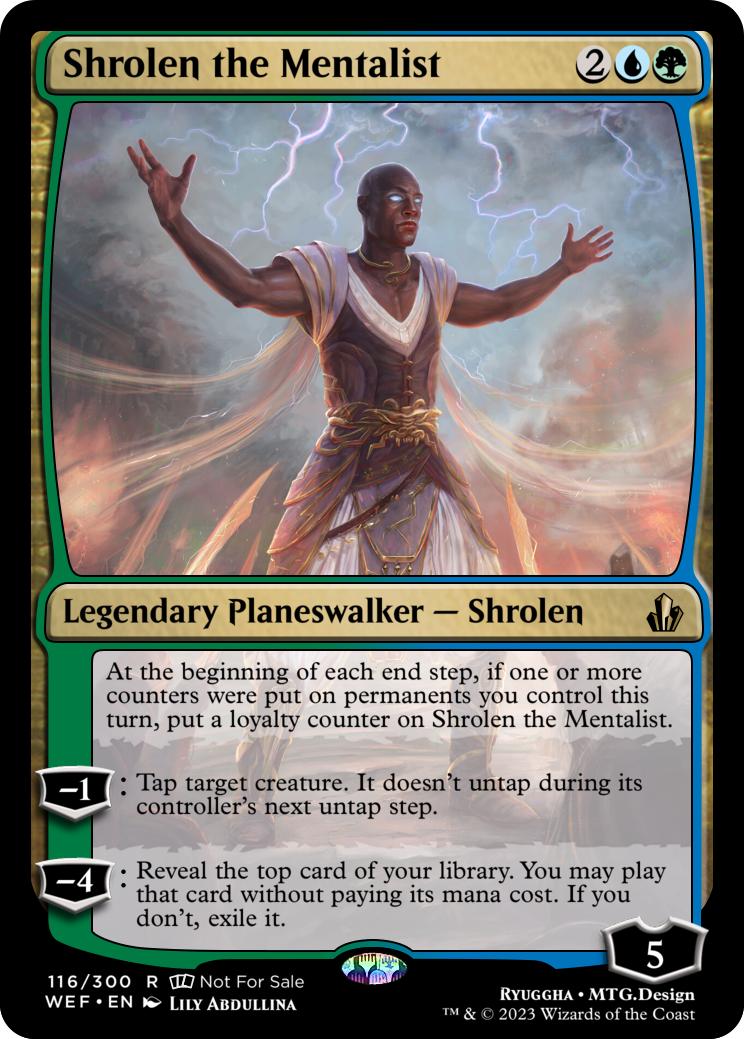 Shrolen the Mentalist 2
Legendary Planeswalker — Shrolen
At the beginning of each end step, if one or more
counters were put on permanents you control this
turn, put a loyalty counter on Shrolen the Mentalist.
−1 : Tap target creature. It doesn't untap during its
controller's next untap step.
−4 : Reveal the top card of your library. You may play
that card without paying its mana cost. If you
don't, exile it.
5
116/300 R Not For Sale
WEF • EN Lily Abdullina
Ryuggha • MTG.Design
™ & © 2023 Wizards of the Coast